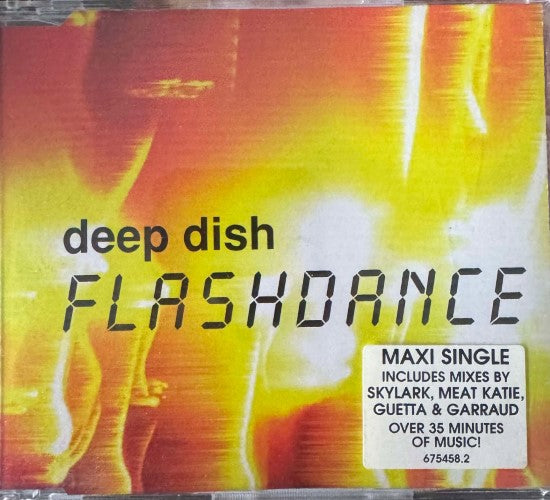 deep dish
FLASHDANCE
MAXI SINGLE
INCLUDES MIXES BY
SKYLARK, MEAT KATIE,
GUETTA & GARRAUD
OVER 35 MINUTES
OF MUSIC!
675458.2